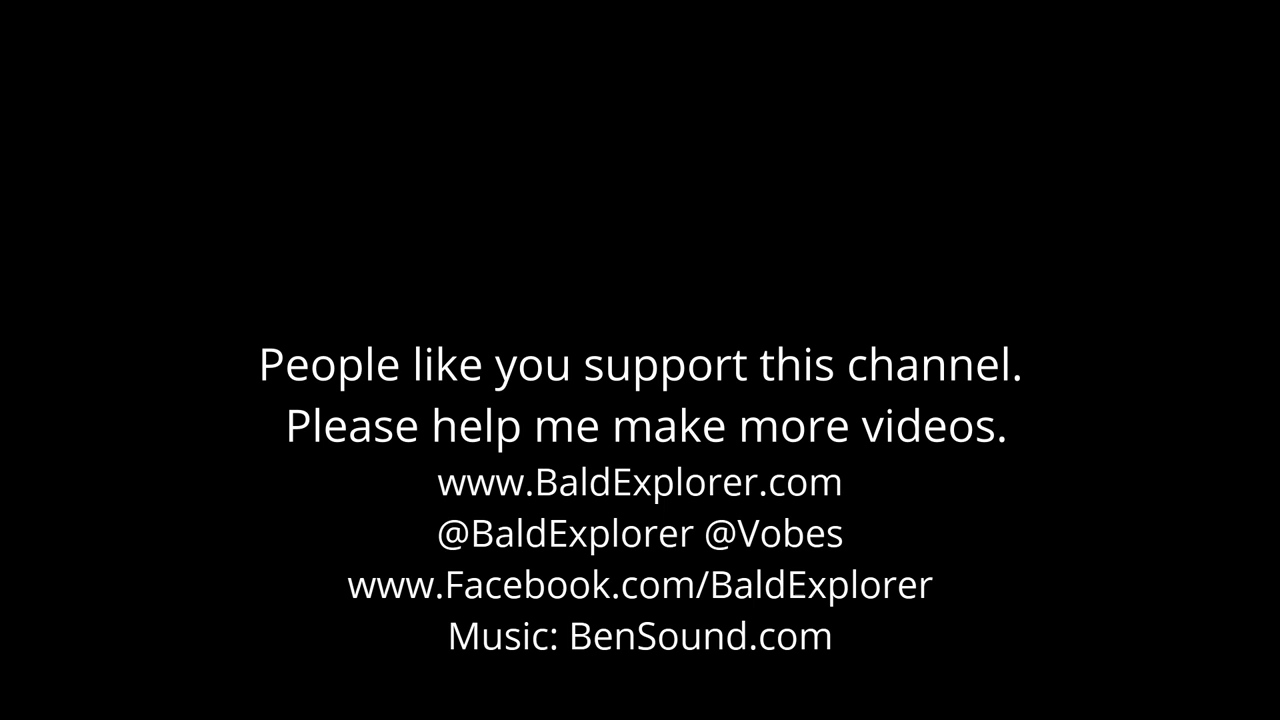 People like you support this channel.
Please help me make more videos.
www.BaldExplorer.com
@BaldExplorer @Vobes
www.Facebook.com/BaldExplorer
Music: BenSound.com